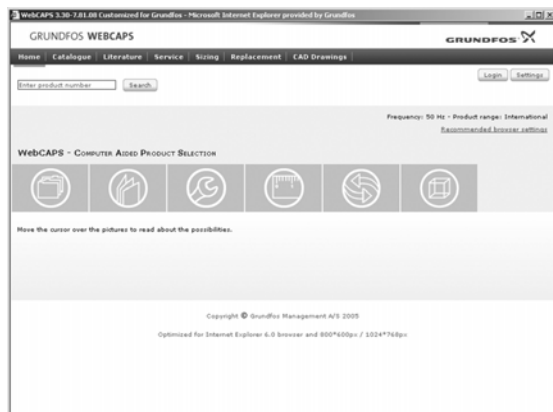 WebCAPS 3.30-7.01.08 Customized for Grundfos - Microsoft Internet Explorer provided by Grundfos
GRUNDFOS WEBCAPS
GRUNDFOS
Home Catalogue Literature Service Sizing Replacement CAD Drawings
Login Settings
Enter product number Search
Frequency: 50 Hz - Product range: International
Recommended browser settings
WebCAPS - Computer Aided Product Selection
Move the cursor over the pictures to read about the possibilities.
Copyright © Grundfos Management A/S 2005
Optimized for Internet Explorer 6.0 browser and 800*600px / 1024*768px